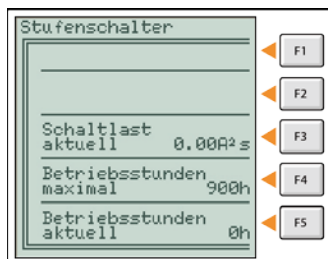 Stufenschalter
F1
F2
Schaltlast
aktuell 0.00A²s
F3
Betriebsstunden
maximal 900h
F4
Betriebsstunden
aktuell 0h
F5